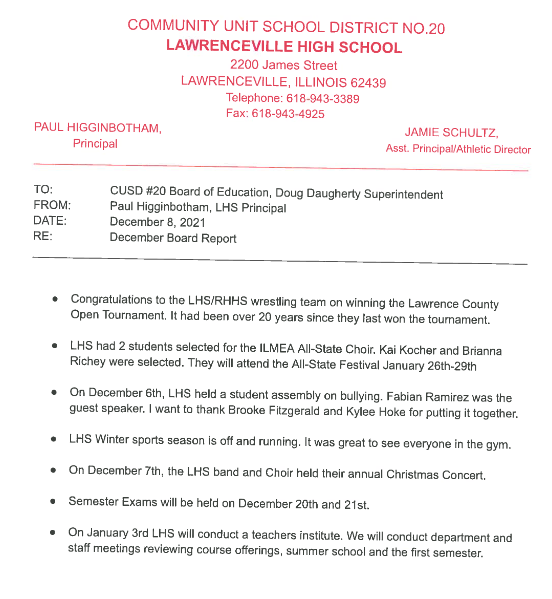 COMMUNITY UNIT SCHOOL DISTRICT NO.20
LAWRENCEVILLE HIGH SCHOOL
2200 James Street
LAWRENCEVILLE, ILLINOIS 62439
Telephone: 618-943-3389
Fax: 618-943-4925
PAUL HIGGINBOTHAM,
Principal
JAMIE SCHULTZ,
Asst. Principal/Athletic Director
TO: CUSD #20 Board of Education, Doug Daugherty Superintendent
FROM: Paul Higginbotham, LHS Principal
DATE: December 8, 2021
RE: December Board Report
• Congratulations to the LHS/RHHS wrestling team on winning the Lawrence County
Open Tournament. It had been over 20 years since they last won the tournament.
• LHS had 2 students selected for the ILMEA All-State Choir. Kai Kocher and Brianna
Richey were selected. They will attend the All-State Festival January 26th-29th
• On December 6th, LHS held a student assembly on bullying. Fabian Ramirez was the
guest speaker. I want to thank Brooke Fitzgerald and Kylee Hoke for putting it together.
• LHS Winter sports season is off and running. It was great to see everyone in the gym.
• On December 7th, the LHS band and Choir held their annual Christmas Concert.
• Semester Exams will be held on December 20th and 21st.
• On January 3rd LHS will conduct a teachers institute. We will conduct department and
staff meetings reviewing course offerings, summer school and the first semester.